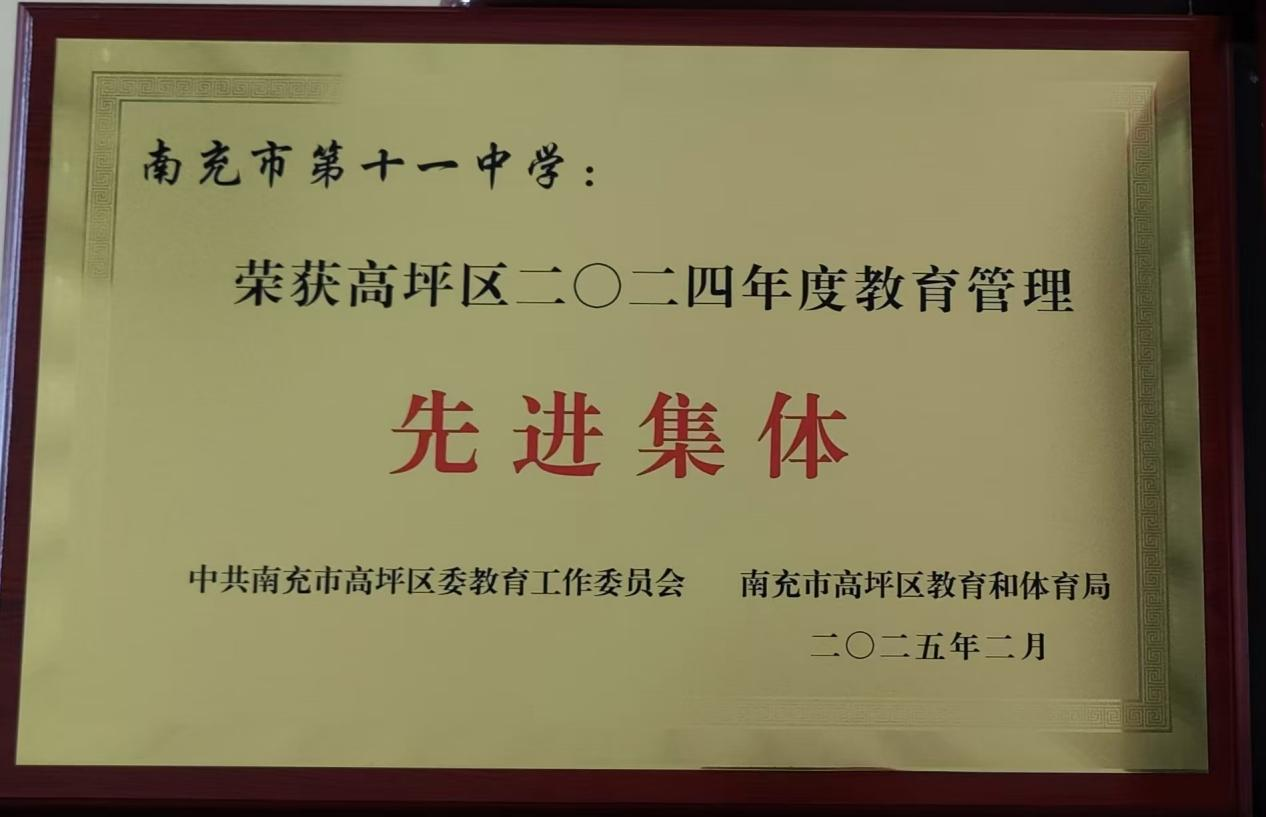 南充市第十一中学：
荣获高坪区二〇二四年度教育管理
先进集体
中共南充市高坪区委教育工作委员会 南充市高坪区教育和体育局
二〇二五年二月